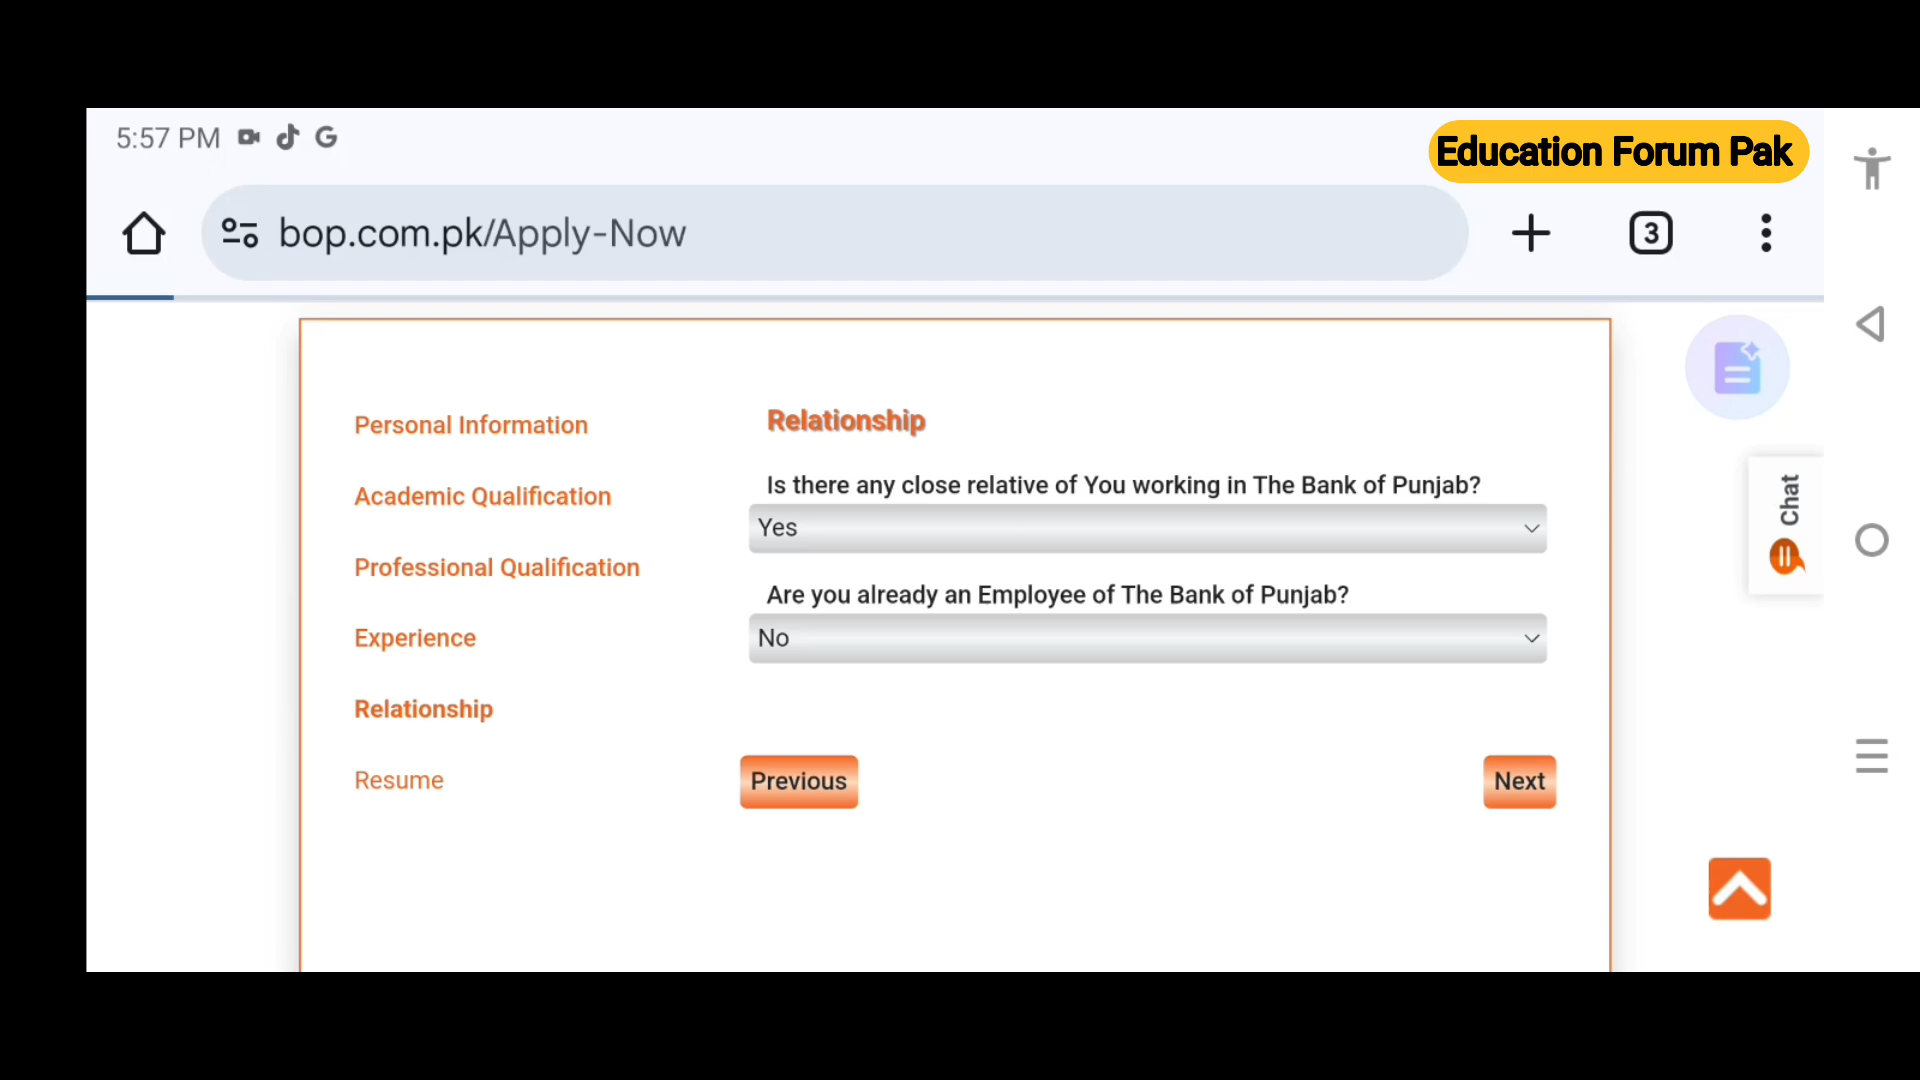 5:57 PM
Education Forum Pak
bop.com.pk/Apply-Now
3
Personal Information
Academic Qualification
Professional Qualification
Experience
Relationship
Resume
Relationship
Is there any close relative of You working in The Bank of Punjab?
Yes
Are you already an Employee of The Bank of Punjab?
No
Previous
Next
Chat